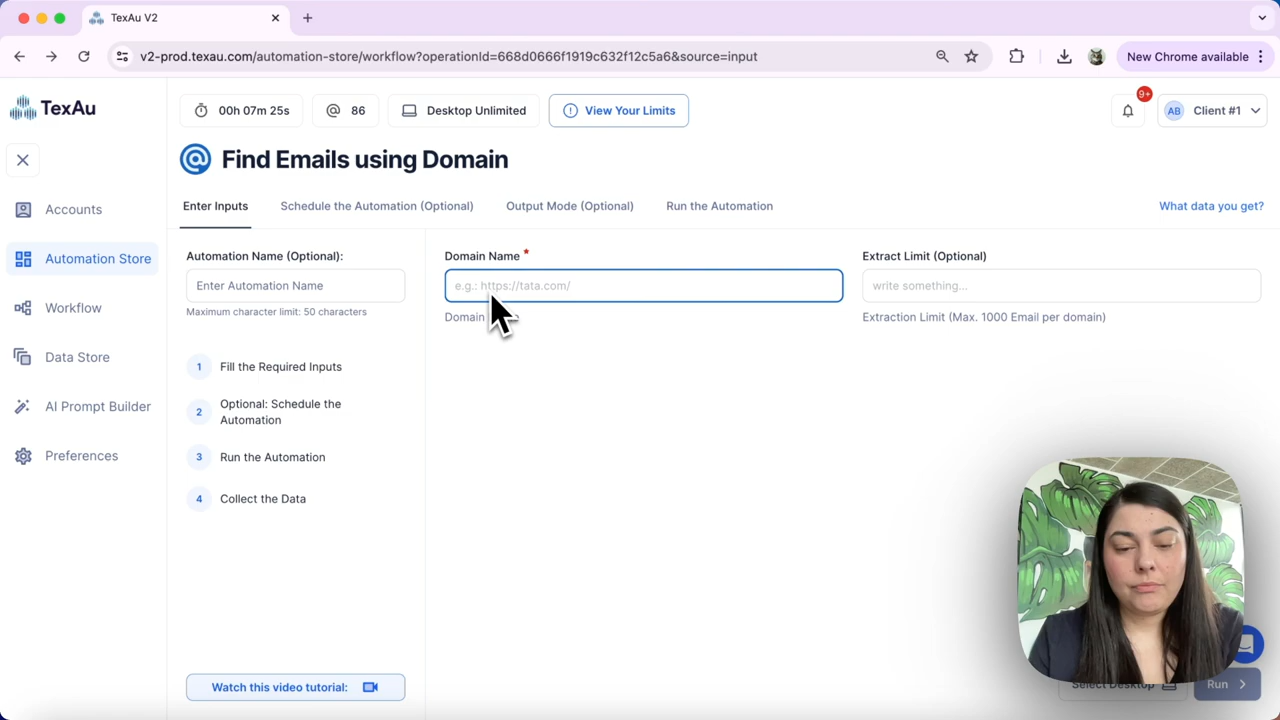 TexAu V2
v2-prod.texau.com/automation-store/workflow?operationId=668d0666f1919c632f12c5a6&source=input
New Chrome available
TexAu
00h 07m 25s
86
Desktop Unlimited
View Your Limits
9+
AB
Client #1
Find Emails using Domain
Accounts
Automation Store
Workflow
Data Store
AI Prompt Builder
Preferences
Enter Inputs
Schedule the Automation (Optional)
Output Mode (Optional)
Run the Automation
What data you get?
Automation Name (Optional):
Enter Automation Name
Maximum character limit: 50 characters
1 Fill the Required Inputs
2 Optional: Schedule the
Automation
3 Run the Automation
4 Collect the Data
Watch this video tutorial:
Domain Name *
e.g.: https://tata.com/
Domain
Extract Limit (Optional)
write something...
Extraction Limit (Max. 1000 Email per domain)
Select Desktop
Run